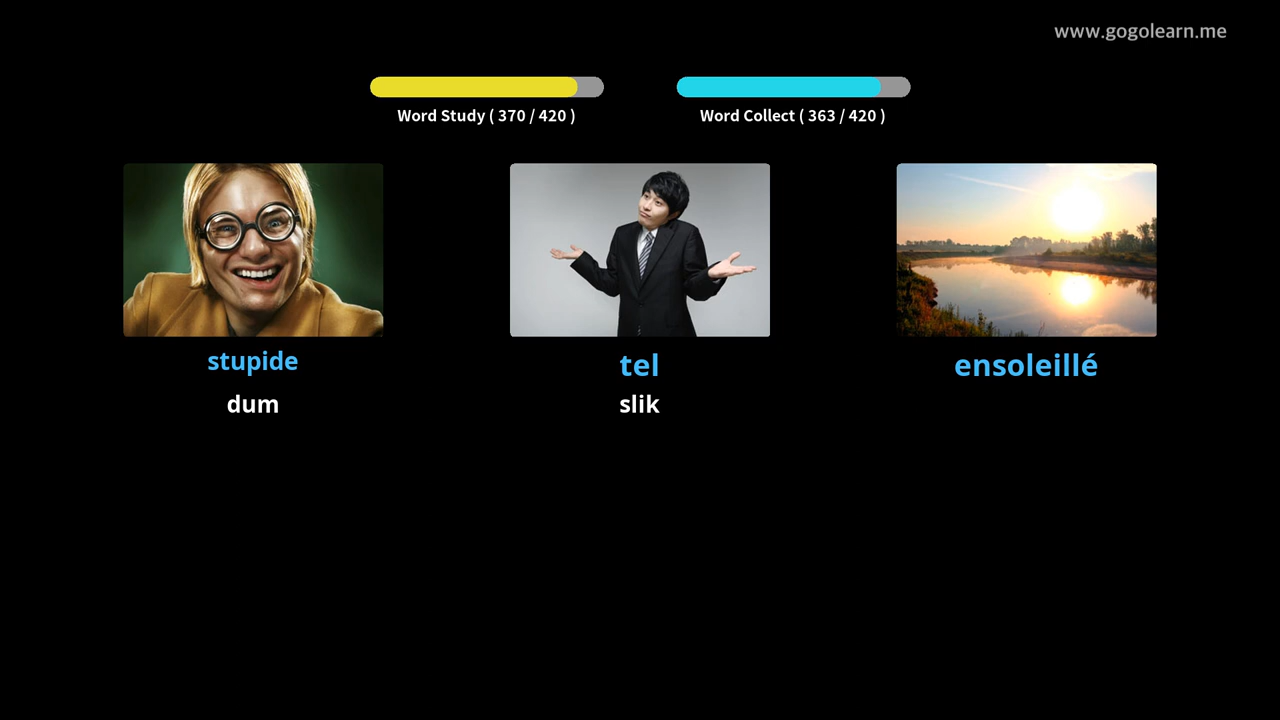 www.gogolearn.me
Word Study ( 370 / 420 )
Word Collect ( 363 / 420 )
stupide
dum
tel
slik
ensoleillé